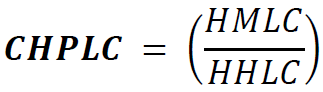 CHPLC = (HMLC / HHLC)